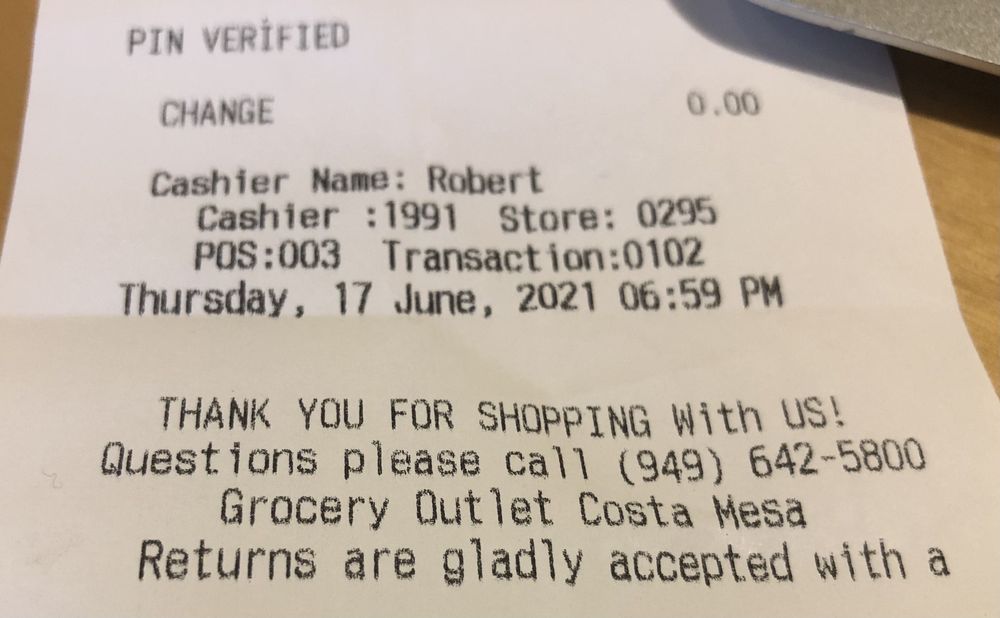 PIN VERİFIED
CHANGE 0.00
Cashier Name: Robert
Cashier :1991 Store: 0295
POS:003 Transaction:0102
Thursday, 17 June, 2021 06:59 PM
THANK YOU FOR SHOPPING With US!
Questions please call (949) 642-5800
Grocery Outlet Costa Mesa
Returns are gladly accepted with a